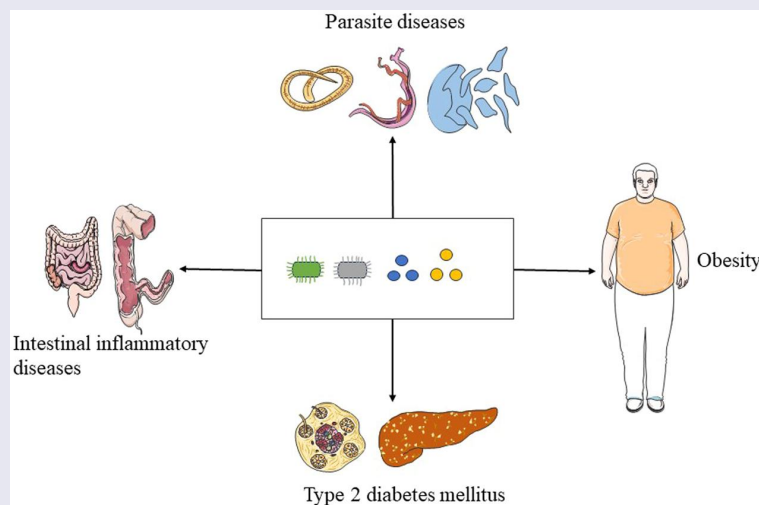 Parasite diseases
Obesity
Intestinal inflammatory
diseases
Type 2 diabetes mellitus